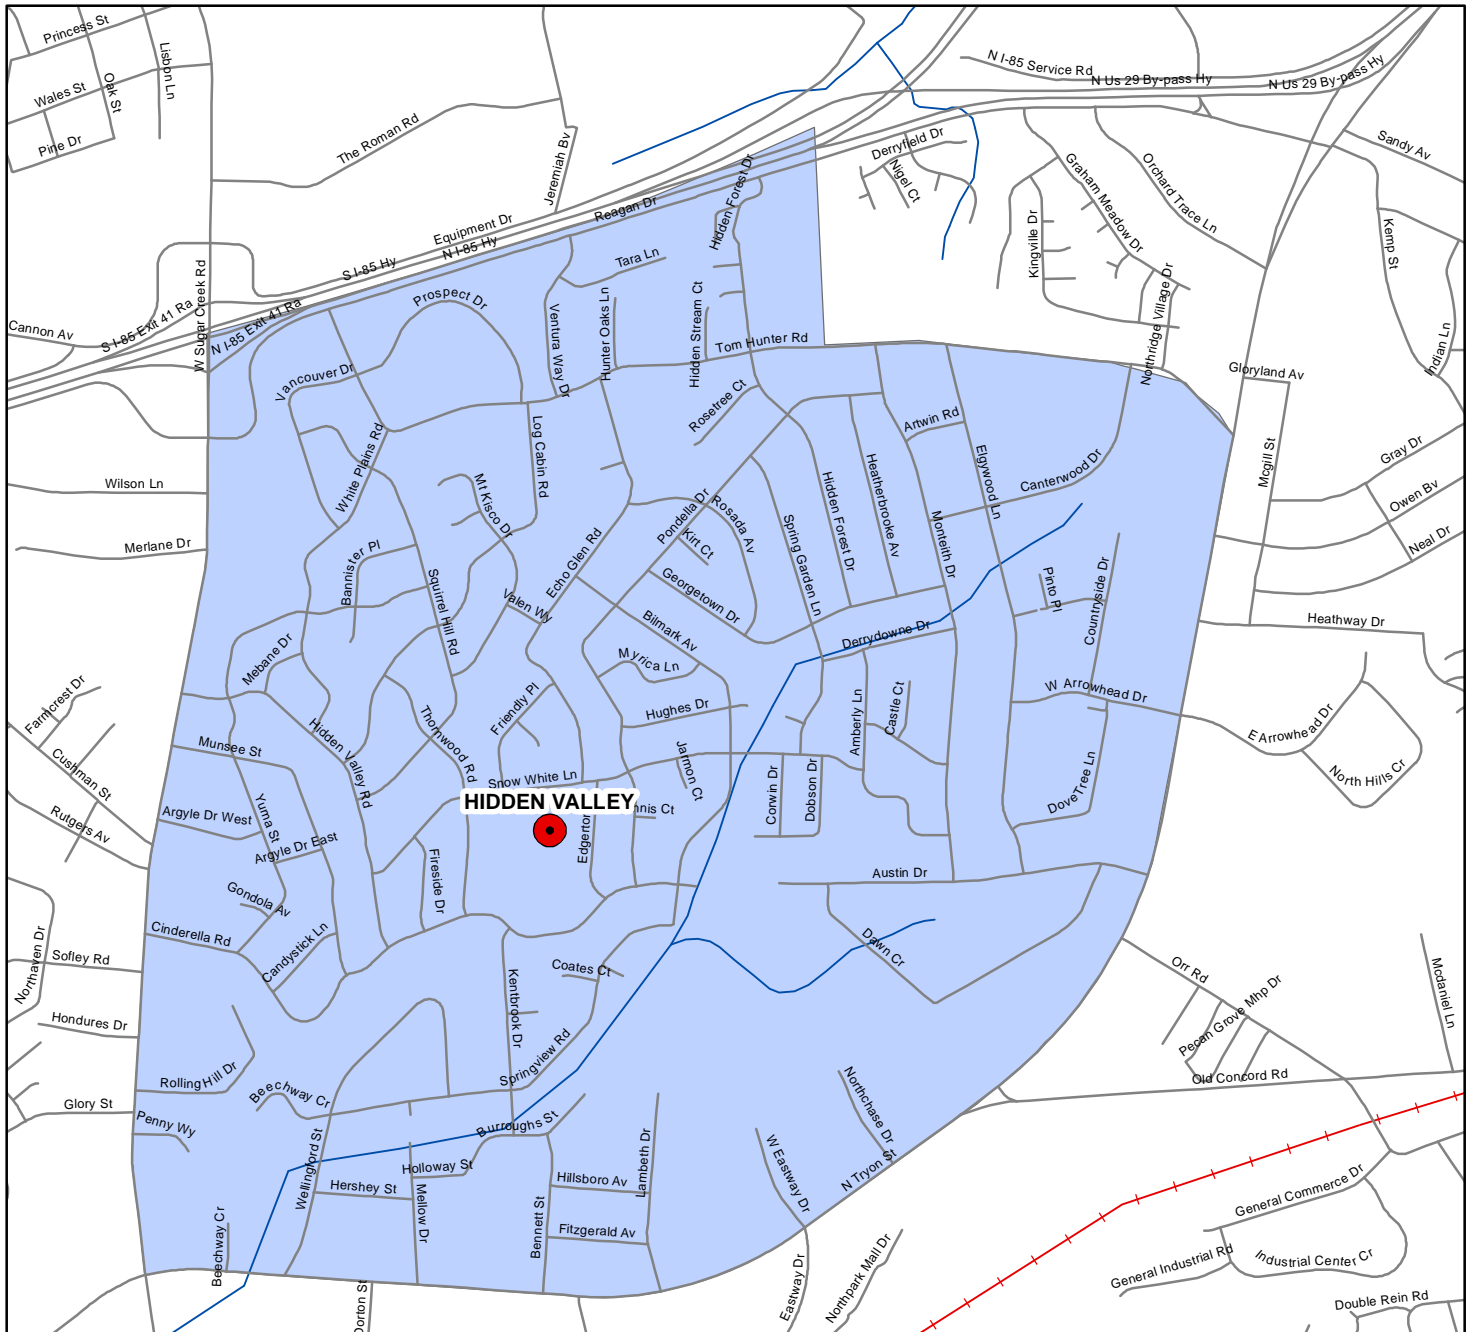 Princess St
Lisbon Ln
Oak St
Wales St
Pine Dr
The Roman Rd
Jeremiah Bv
N I-85 Service Rd
N Us 29 By-pass Hy
N Us 29 By-pass Hy
Sandy Av
Derryfield Dr
Nigel Ct
Graham Meadow Dr
Orchard Trace Ln
Kingville Dr
Kemp St
Northridge Village Dr
Indian Ln
Gloryland Av
Equipment Dr
Reagan Dr
Hidden Forest Dr
N I-85 Hy
S I-85 Hy
Tara Ln
W Sugar Creek Rd
Cannon Av
S I-85 Exit 41 Ra
N I-85 Exit 41 Ra
Prospect Dr
Ventura Way Dr
Hunter Oaks Ln
Hidden Stream Ct
Tom Hunter Rd
Vancouver Dr
Rosetree Ct
Artwin Rd
Log Cabin Rd
White Plains Rd
Mcgill St
Gray Dr
Owen Bv
Neal Dr
Wilson Ln
Merlane Dr
Mt Kisco Dr
Elgywood Ln
Canterwood Dr
Heatherbrooke Av
Hidden Forest Dr
Spring Garden Ln
Monteith Dr
Pondella Dr
Rosada Av
Kirt Ct
Echo Glen Rd
Georgetown Dr
Bannister Pl
Squirrel Hill Rd
Valen Wy
Bilmark Av
Pinto Pl
Countryside Dr
Derrydowne Dr
Heathway Dr
Mebane Dr
Myrica Ln
Friendly Pl
Hughes Dr
Amberly Ln
Castle Ct
W Arrowhead Dr
E Arrowhead Dr
North Hills Cr
Farmcrest Dr
Cushman St
Rutgers Av
Munsee St
Hidden Valley Rd
Thornwood Rd
Snow White Ln
Jarmon Ct
Corwin Dr
Dobson Dr
Dove Tree Ln
HIDDEN VALLEY
nnis Ct
Edgerton
Argyle Dr West
Yuma St
Argyle Dr East
Fireside Dr
Austin Dr
Gondola Av
Cinderella Rd
Candystick Ln
Dawn Cr
Northaven Dr
Sofley Rd
Coates Ct
Kentbrook Dr
Orr Rd
Pecan Grove Mhp Dr
Modaniel Ln
Hondures Dr
Rolling Hill Dr
Beechway Cr
Springview Rd
Northchase Dr
Old Concord Rd
Glory St
Penny Wy
Burroughs St
Wellingford St
Holloway St
Hershey St
Mellow Dr
Hillsboro Av
Lambeth Dr
Bennett St
Fitzgerald Av
W Eastway Dr
N Tryon St
General Commerce Dr
Beechway Cr
Dorton St
Eastway Dr
Northpark Mall Dr
General Industrial Rd
Industrial Center Cr
Double Rein Rd